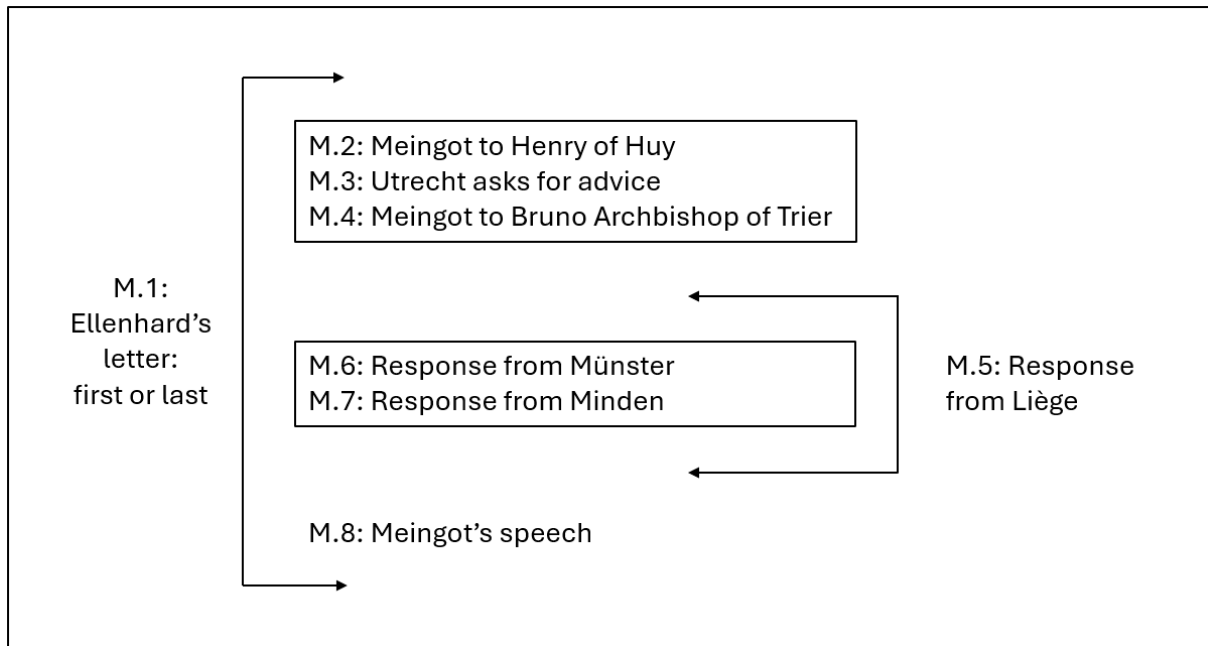 M.2: Meingot to Henry of Huy
M.3: Utrecht asks for advice
M.4: Meingot to Bruno Archbishop of Trier
M.1:
Ellenhard’s
letter:
first or last
M.6: Response from Münster
M.7: Response from Minden
M.5: Response
from Liège
M.8: Meingot’s speech